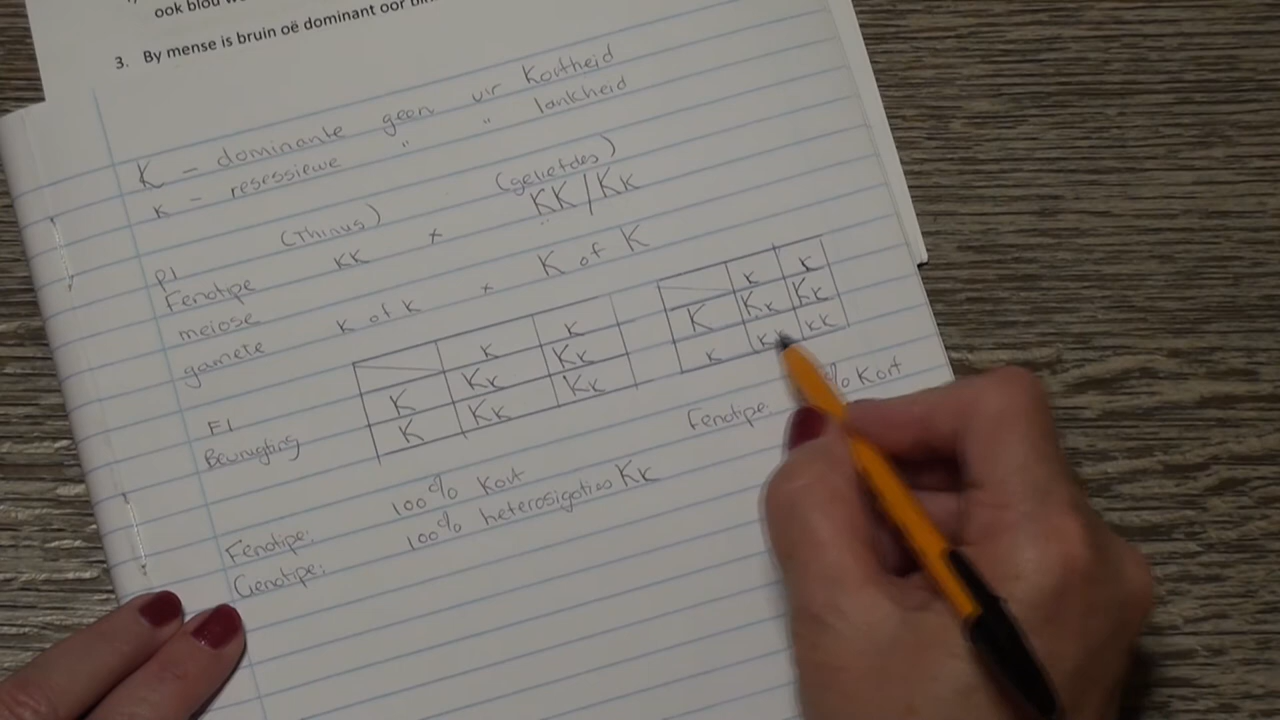 ook blou
3. By mense is bruin oë dominant oor
K - dominante geen vir Kortheid
k - resessiewe " " lankheid
(Thinus) (geliefdes)
P1
Fenotipe kk x KK/Kk
meiose
gamete k of k x K of K
k k
K Kk Kk
K Kk Kk
k k
K Kk Kk
k kk kk
F1
Bevrugting
Fenotipe: 100% Kort
Genotipe: 100% heterosigoties Kk
Fenotipe: % Kort